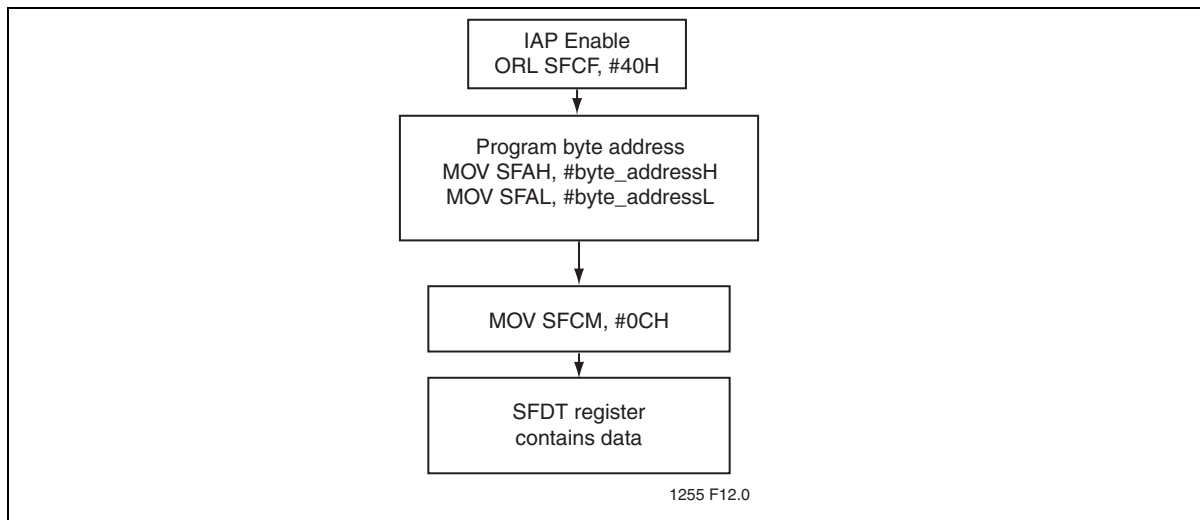 IAP Enable
ORL SFCF, #40H
Program byte address
MOV SFAH, #byte_addressH
MOV SFAL, #byte_addressL
MOV SFCM, #0CH
SFDT register
contains data
1255 F12.0